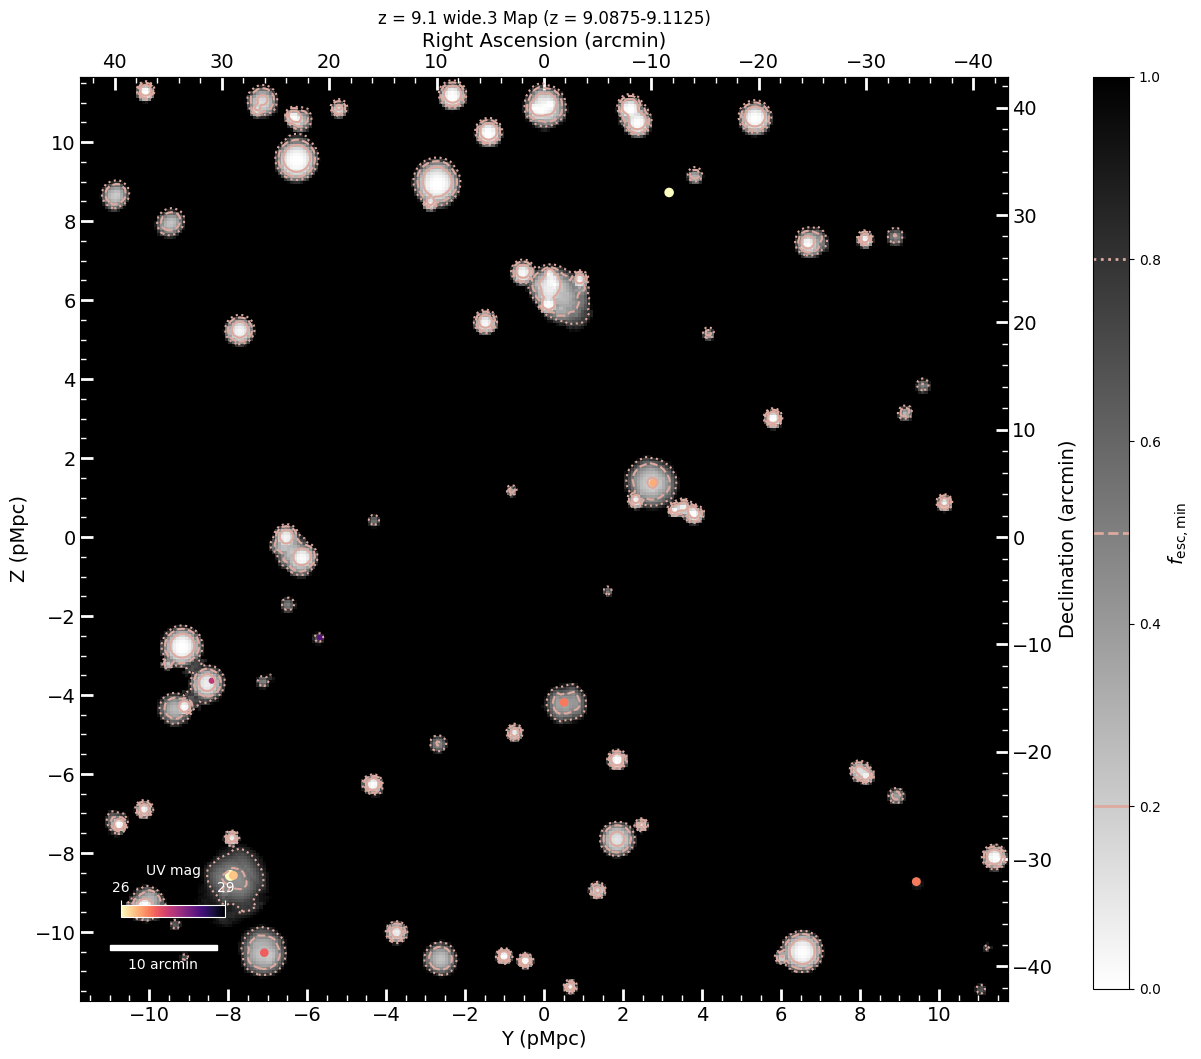 z = 9.1 wide.3 Map (z = 9.0875-9.1125)
Right Ascension (arcmin)
40 30 20 10 0 −10 −20 −30 −40
10
8
6
4
2
0
−2
−4
−6
−8
−10
Z (pMpc)
UV mag
26 29
10 arcmin
−10 −8 −6 −4 −2 0 2 4 6 8 10
Y (pMpc)
40
30
20
10
0
−10
−20
−30
−40
Declination (arcmin)
1.0
0.8
0.6
0.4
0.2
0.0
fesc,min